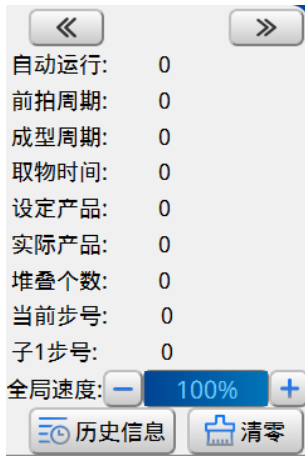 自动运行: 0
前拍周期: 0
成型周期: 0
取物时间: 0
设定产品: 0
实际产品: 0
堆叠个数: 0
当前步号: 0
子1步号: 0
全局速度: − 100% +
历史信息 清零